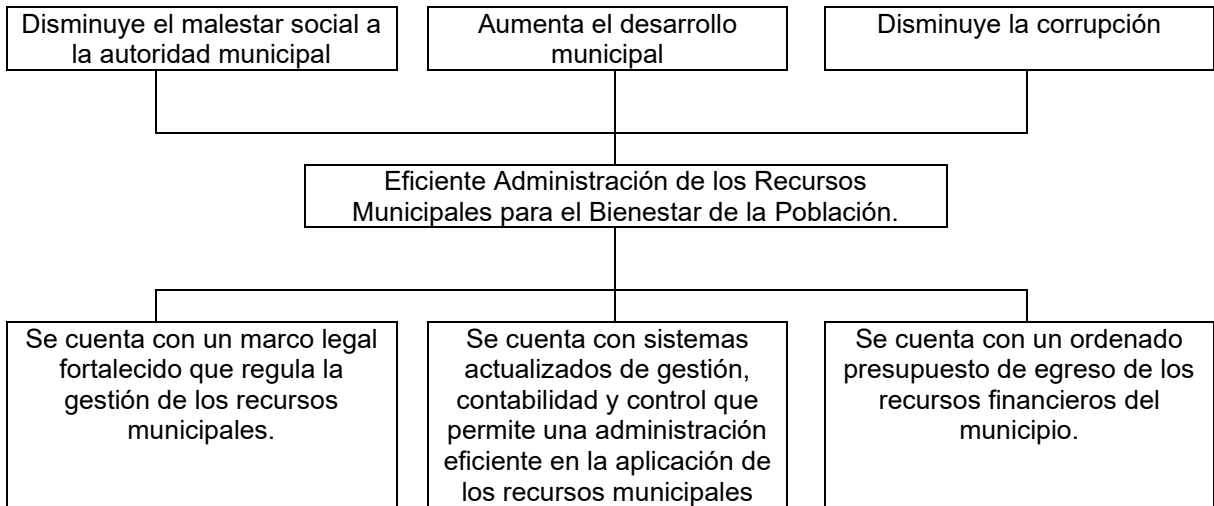 Disminuye el malestar social a
la autoridad municipal
Aumenta el desarrollo
municipal
Disminuye la corrupción
Eficiente Administración de los Recursos
Municipales para el Bienestar de la Población.
Se cuenta con un marco legal
fortalecido que regula la
gestión de los recursos
municipales.
Se cuenta con sistemas
actualizados de gestión,
contabilidad y control que
permite una administración
eficiente en la aplicación de
los recursos municipales
Se cuenta con un ordenado
presupuesto de egreso de los
recursos financieros del
municipio.